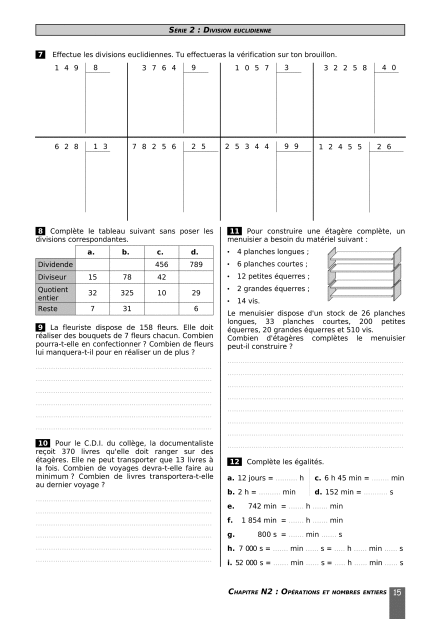 SÉRIE 2 : DIVISION EUCLIDIENNE
7 Effectue les divisions euclidiennes. Tu effectueras la vérification sur ton brouillon.
1 4 9 8 3 7 6 4 9 1 0 5 7 3 3 2 2 5 8 4 0
6 2 8 1 3 7 8 2 5 6 2 5 2 5 3 4 4 9 9 1 2 4 5 5 2 6
8 Complète le tableau suivant sans poser les
divisions correspondantes.
a. b. c. d.
Dividende 456 789
Diviseur 15 78 42
Quotient entier 32 325 10 29
Reste 7 31 6
9 La fleuriste dispose de 158 fleurs. Elle doit
réaliser des bouquets de 7 fleurs chacun. Combien
pourra-t-elle en confectionner ? Combien de fleurs
lui manquera-t-il pour en réaliser un de plus ?
10 Pour le C.D.I. du collège, la documentaliste
reçoit 370 livres qu'elle doit ranger sur des
étagères. Elle ne peut transporter que 13 livres à
la fois. Combien de voyages devra-t-elle faire au
minimum ? Combien de livres transportera-t-elle
au dernier voyage ?
11 Pour construire une étagère complète, un
menuisier a besoin du matériel suivant :
• 4 planches longues ;
• 6 planches courtes ;
• 12 petites équerres ;
• 2 grandes équerres ;
• 14 vis.
Le menuisier dispose d'un stock de 26 planches
longues, 33 planches courtes, 200 petites
équerres, 20 grandes équerres et 510 vis.
Combien d'étagères complètes le menuisier
peut-il construire ?
12 Complète les égalités.
a. 12 jours = ........ h c. 6 h 45 min = ........ min
b. 2 h = ........ min d. 152 min = ........ s
e. 742 min = ...... h ...... min
f. 1 854 min = ...... h ...... min
g. 800 s = ...... min ...... s
h. 7 000 s = ...... min ...... s = ..... h ..... min ..... s
i. 52 000 s = ...... min ...... s = ..... h ..... min ..... s
CHAPITRE N2 : OPÉRATIONS ET NOMBRES ENTIERS 15